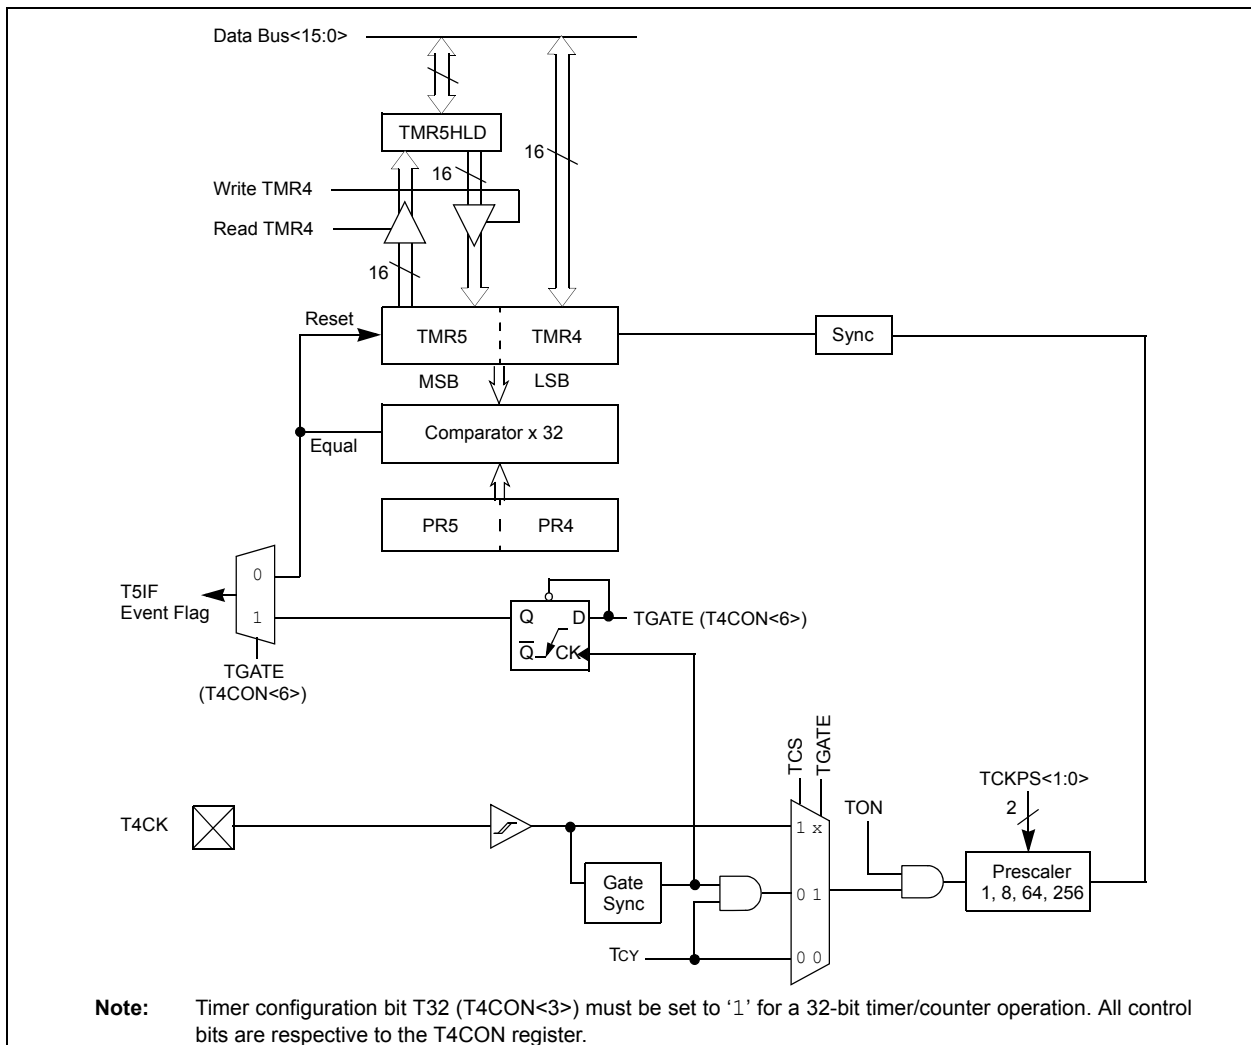 Data Bus<15:0>
TMR5HLD
16
16
Write TMR4
Read TMR4
16
Reset
TMR5
TMR4
Sync
MSB
LSB
Equal
Comparator x 32
PR5
PR4
0
T5IF
Event Flag
1
Q
D
TGATE (T4CON<6>)
Q
CK
TGATE
(T4CON<6>)
TCS
TGATE
TCKPS<1:0>
2
TON
T4CK
1 x
Gate
Sync
0 1
Prescaler
1, 8, 64, 256
TCY
0 0
Note: Timer configuration bit T32 (T4CON<3>) must be set to ‘1’ for a 32-bit timer/counter operation. All control
bits are respective to the T4CON register.